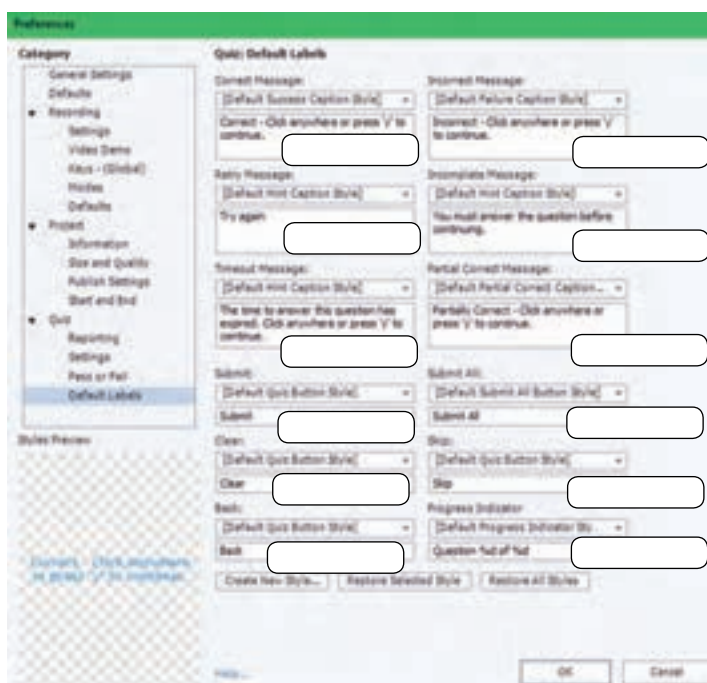 Preferences
Category
General Settings
Defaults
Recording
Settings
Video Demo
Keys - (Global)
Modes
Defaults
Project
Information
Size and Quality
Publish Settings
Start and End
Quiz
Reporting
Settings
Pass or Fail
Default Labels
Styles Preview
Correct - Click anywhere
or press 'y' to continue.
Quiz: Default Labels
Correct Message:
[Default Success Caption Style]
Correct - Click anywhere or press 'y' to
continue.
Incorrect Message:
[Default Failure Caption Style]
Incorrect - Click anywhere or press 'y'
to continue.
Retry Message:
[Default Hint Caption Style]
Try again
Incomplete Message:
[Default Hint Caption Style]
You must answer the question before
continuing.
Timeout Message:
[Default Hint Caption Style]
The time to answer this question has
expired. Click anywhere or press 'y' to
continue.
Partial Correct Message:
[Default Partial Correct Caption...
Partially Correct - Click anywhere or
press 'y' to continue.
Submit:
[Default Quiz Button Style]
Submit
Submit All:
[Default Submit All Button Style]
Submit All
Clear:
[Default Quiz Button Style]
Clear
Skip:
[Default Quiz Button Style]
Skip
Back:
[Default Quiz Button Style]
Back
Progress Indicator
[Default Progress Indicator Sty...
Question %d of %d
Create New Style...
Restore Selected Style
Restore All Styles
Help...
OK
Cancel